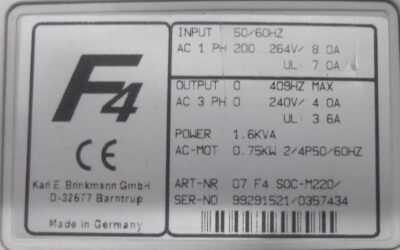 F4
CE
Karl E. Brinkmann GmbH
D-32677 Barntrup
Made in Germany
INPUT 50/60HZ
AC 1 PH 200 264V/ 8.0A
UL 7.0A
OUTPUT 0 409HZ MAX
AC 3 PH 0 240V/ 4.0A
UL 3.6A
POWER 1.6KVA
AC-MOT 0.75KW 2/4P50/60HZ
ART-NR 07 F4 S0C-M220/
SER-NO 99291521/0357434